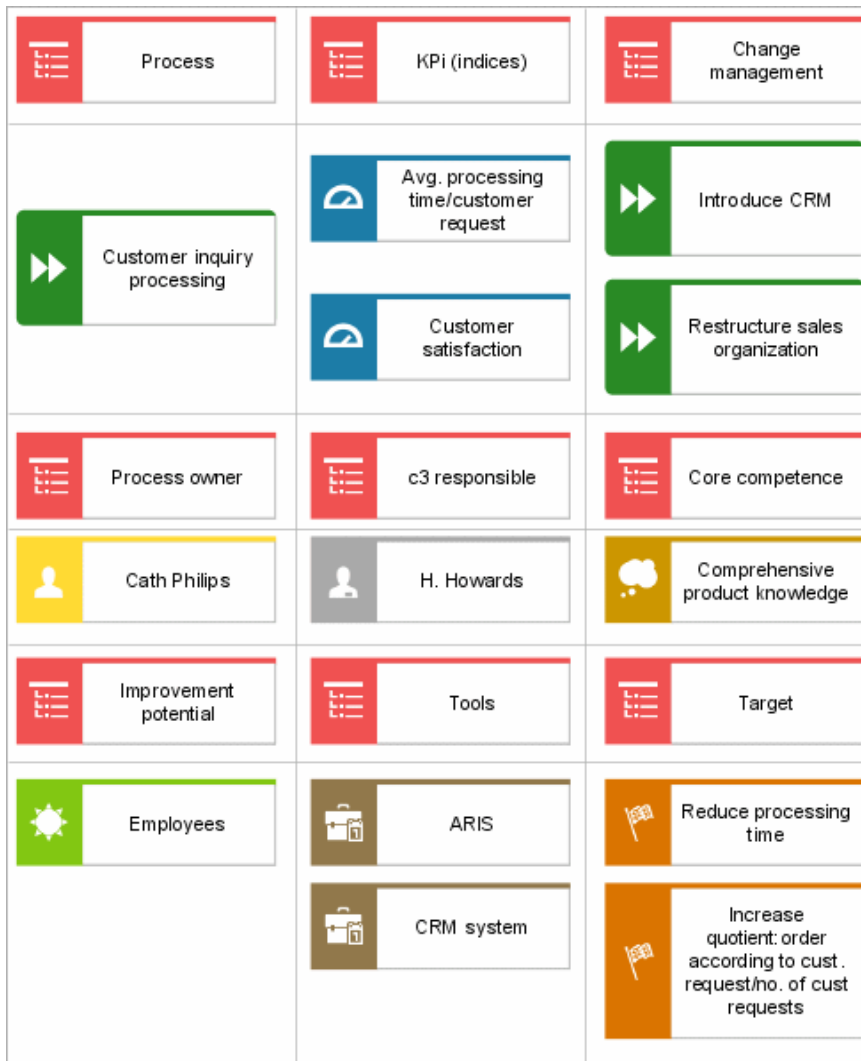 Process
KPi (indices)
Change
management
Customer inquiry
processing
Avg. processing
time/customer
request
Customer
satisfaction
Introduce CRM
Restructure sales
organization
Process owner
c3 responsible
Core competence
Cath Philips
H. Howards
Comprehensive
product knowledge
Improvement
potential
Tools
Target
Employees
ARIS
CRM system
Reduce processing
time
Increase
quotient: order
according to cust.
request/no. of cust
requests